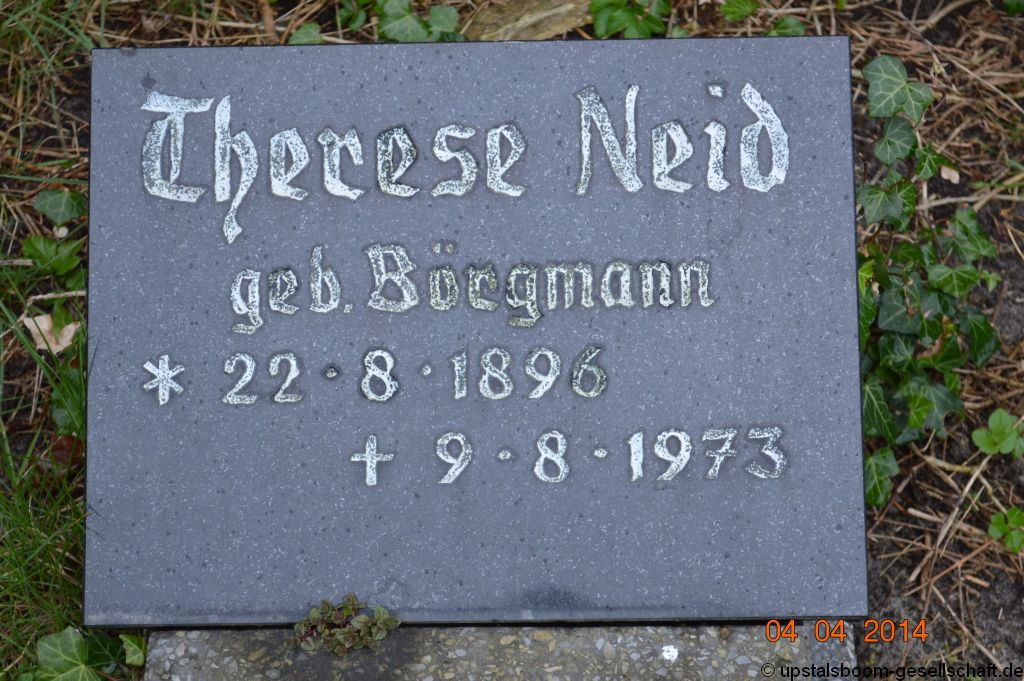 Therese Neid
geb. Börgmann
* 22 · 8 · 1896
+ 9 · 8 · 1973
04 04 2014
© upstalsboom-gesellschaft.de